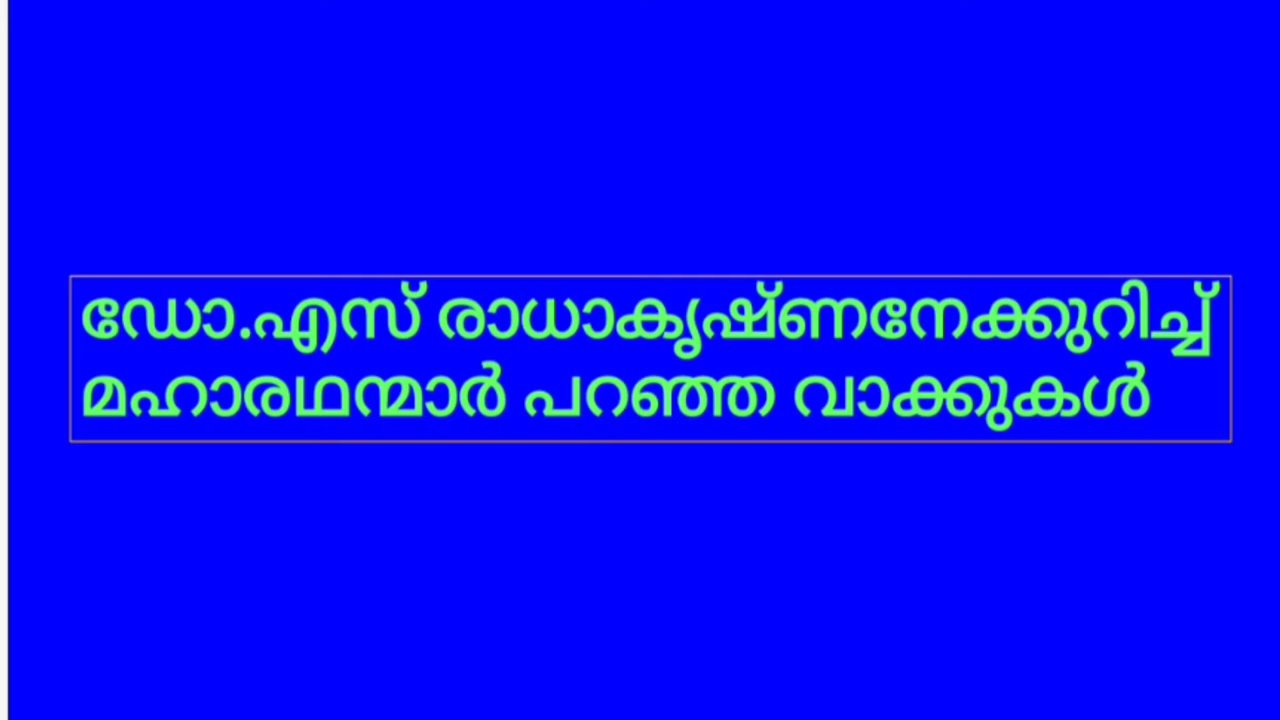 ഡോ.എസ് രാധാകൃഷ്ണനേക്കുറിച്ച്
മഹാരഥന്മാർ പറഞ്ഞ വാക്കുകൾ